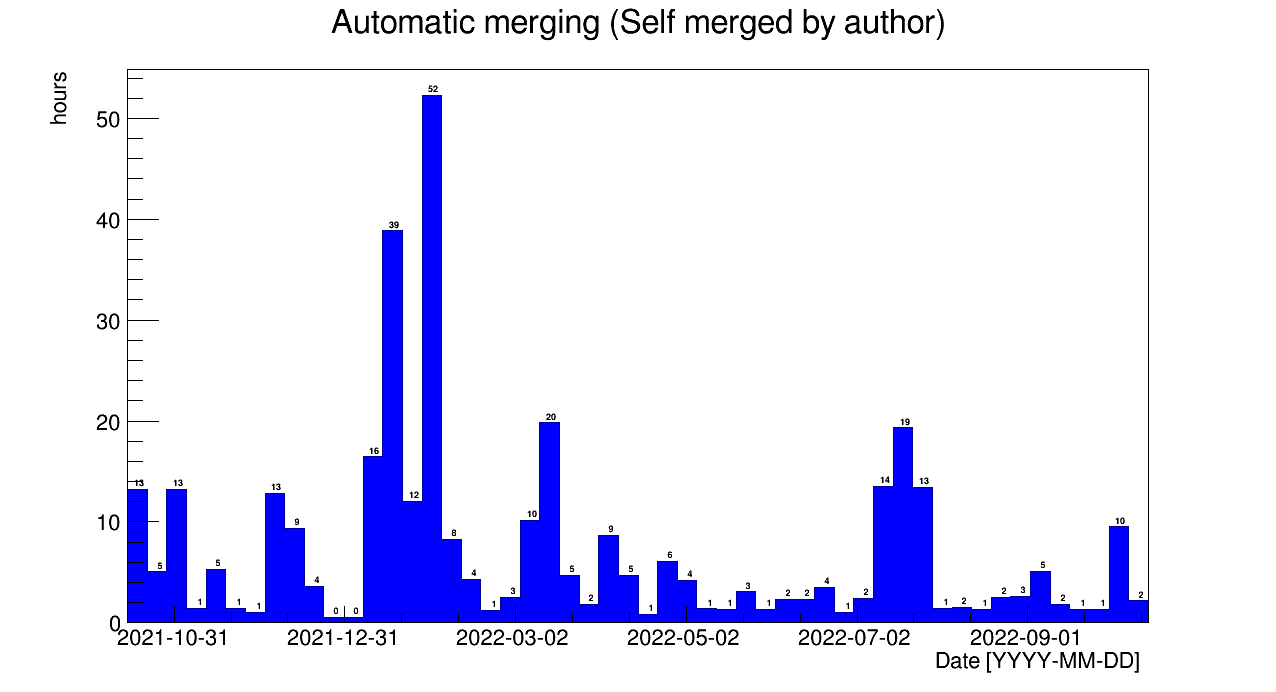 Automatic merging (Self merged by author)
hours
50
40
30
20
10
0
13 5 13 1 5 1 1 13 9 4 0 0 16 39 12 52 8 4 1 3 10 20 5 2 9 5 1 6 4 1 1 3 1 2 2 4 1 2 14 19 13 1 2 1 2 3 5 2 1 1 10 2
2021-10-31 2021-12-31 2022-03-02 2022-05-02 2022-07-02 2022-09-01
Date [YYYY-MM-DD]